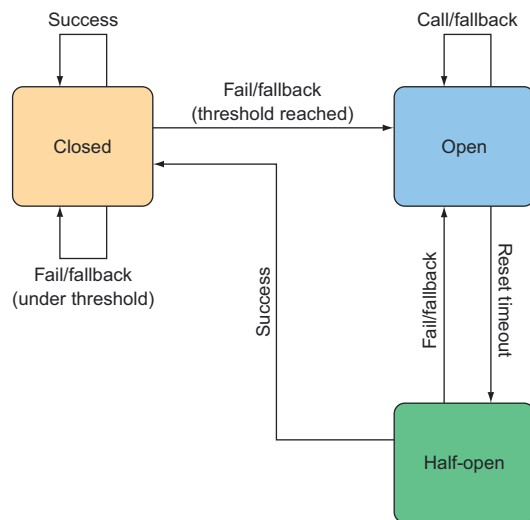 Success
Call/fallback
Fail/fallback
(threshold reached)
Closed
Open
Fail/fallback
(under threshold)
Success
Fail/fallback
Reset timeout
Half-open